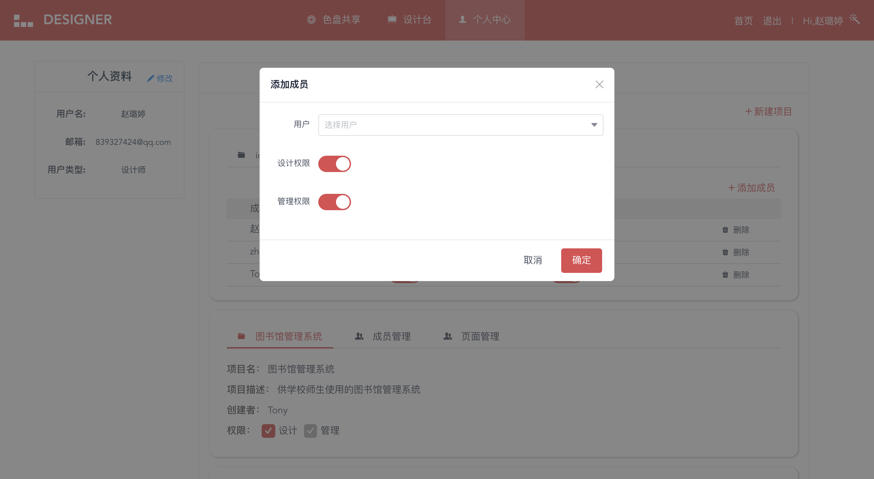 DESIGNER
色盘共享
设计台
个人中心
首页 退出 | Hi,赵璐婷
个人资料 修改
用户名: 赵璐婷
邮箱: 839327424@qq.com
用户类型: 设计师
+ 新建项目
+ 添加成员
添加成员
用户 选择用户
设计权限
管理权限
取消 确定
成
赵 删除
zh 删除
To 删除
图书馆管理系统 成员管理 页面管理
项目名: 图书馆管理系统
项目描述: 供学校师生使用的图书馆管理系统
创建者: Tony
权限: 设计 管理